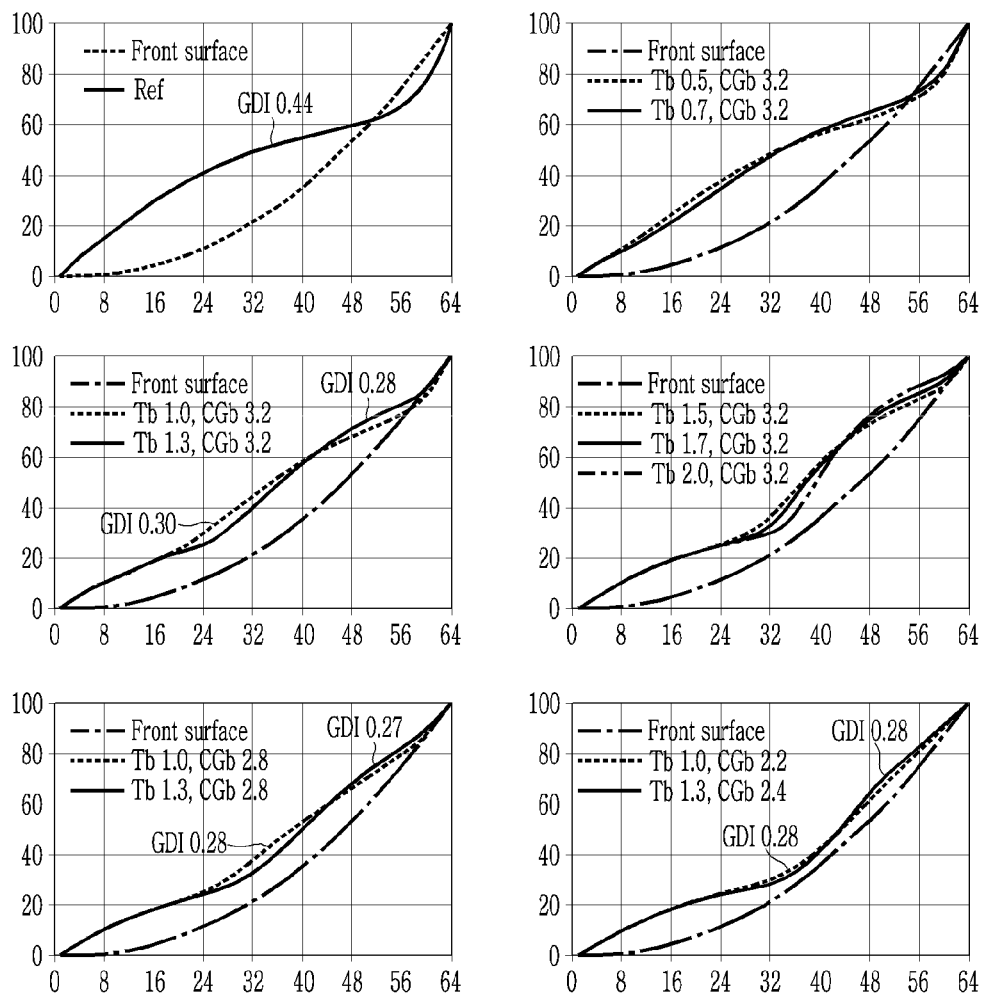 100
80
60
40
20
0
0 8 16 24 32 40 48 56 64
Front surface
Ref
GDI 0.44
100
80
60
40
20
0
0 8 16 24 32 40 48 56 64
Front surface
Tb 0.5, CGb 3.2
Tb 0.7, CGb 3.2
100
80
60
40
20
0
0 8 16 24 32 40 48 56 64
Front surface
Tb 1.0, CGb 3.2
Tb 1.3, CGb 3.2
GDI 0.28
GDI 0.30
100
80
60
40
20
0
0 8 16 24 32 40 48 56 64
Front surface
Tb 1.5, CGb 3.2
Tb 1.7, CGb 3.2
Tb 2.0, CGb 3.2
100
80
60
40
20
0
0 8 16 24 32 40 48 56 64
Front surface
Tb 1.0, CGb 2.8
Tb 1.3, CGb 2.8
GDI 0.27
GDI 0.28
100
80
60
40
20
0
0 8 16 24 32 40 48 56 64
Front surface
Tb 1.0, CGb 2.2
Tb 1.3, CGb 2.4
GDI 0.28
GDI 0.28